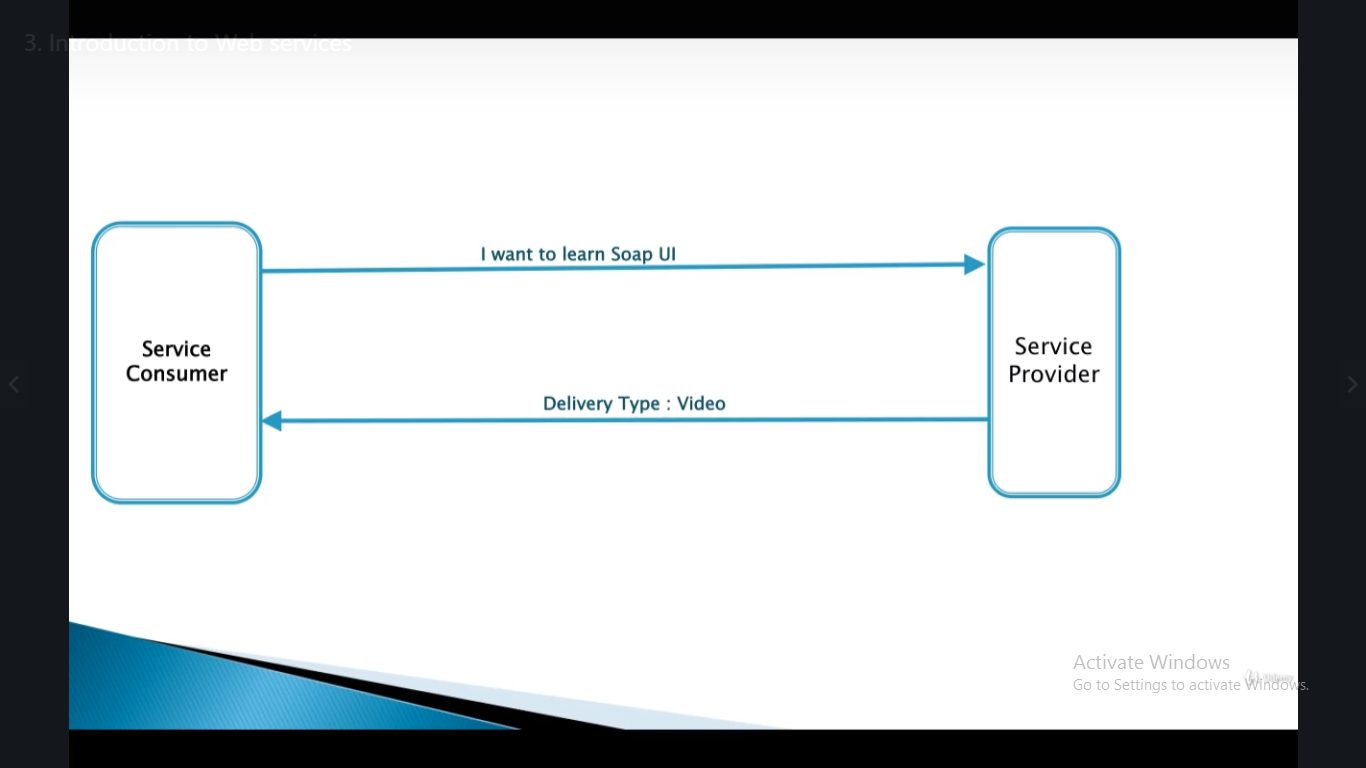 3. Introduction to Web services
I want to learn Soap UI
Service
Consumer
Service
Provider
Delivery Type : Video
Activate Windows
Go to Settings to activate Windows.